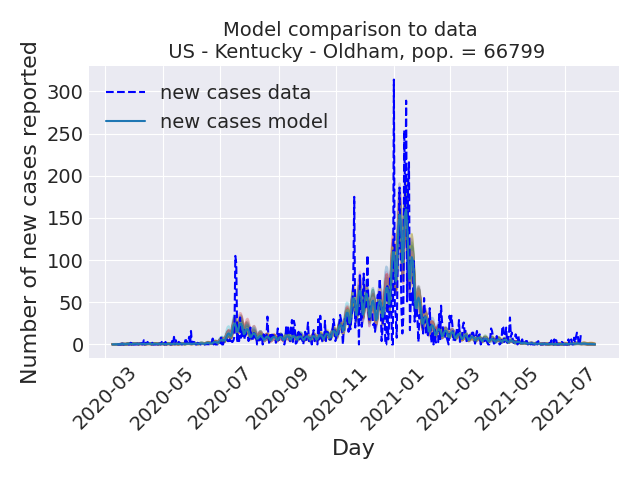 Model comparison to data
US - Kentucky - Oldham, pop. = 66799
Number of new cases reported
300
250
200
150
100
50
0
new cases data
new cases model
2020-03
2020-05
2020-07
2020-09
2020-11
2021-01
2021-03
2021-05
2021-07
Day